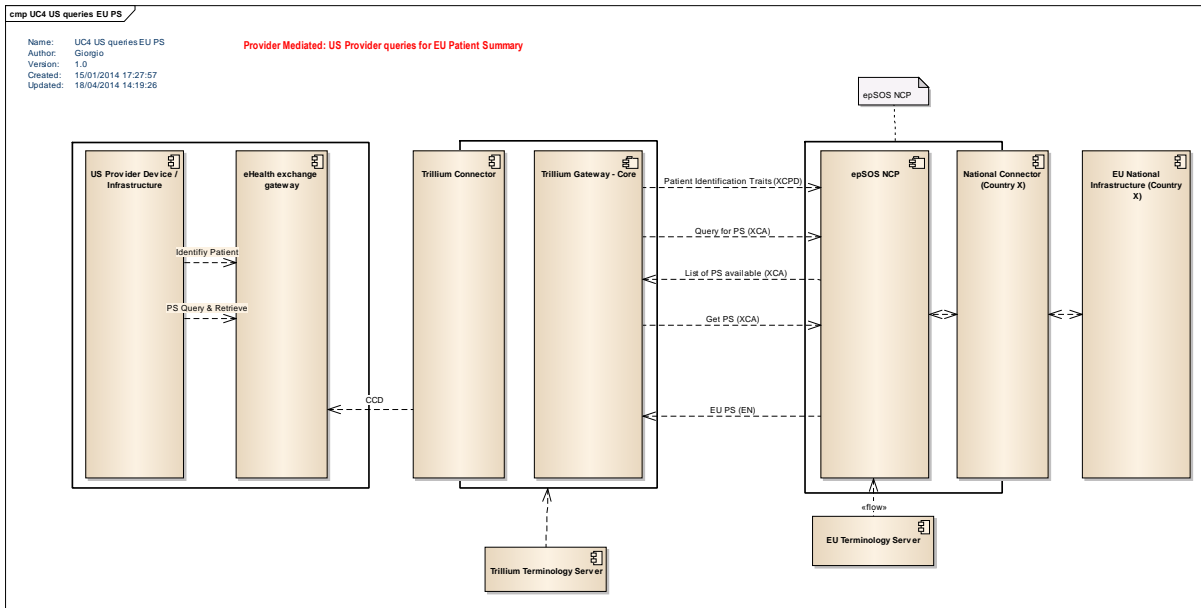 cmp UC4 US queries EU PS
Name: UC4 US queries EU PS
Author: Giorgio
Version: 1.0
Created: 15/01/2014 17:27:57
Updated: 18/04/2014 14:19:26
Provider Mediated: US Provider queries for EU Patient Summary
epSOS NCP
US Provider Device /
Infrastructure
eHealth exchange
gateway
Trillium Connector
Trillium Gateway - Core
epSOS NCP
National Connector
(Country X)
EU National
Infrastructure (Country
X)
Patient Identification Traits (XCPD)
Query for PS (XCA)
Identifiy Patient
List of PS available (XCA)
PS Query & Retrieve
Get PS (XCA)
CCD
EU PS (EN)
«flow»
EU Terminology Server
Trillium Terminology Server